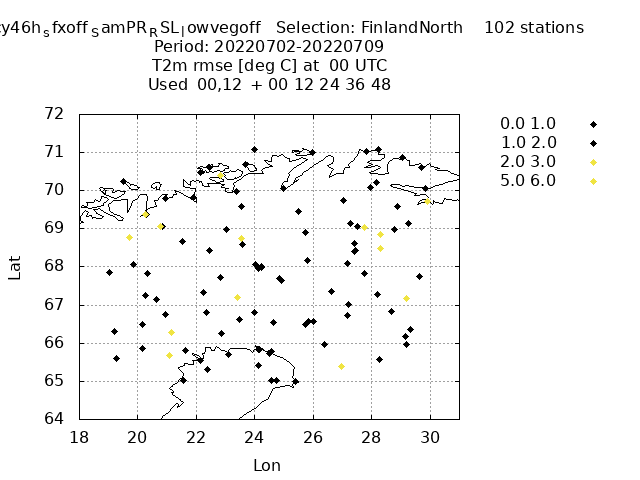 cy46h_sfxoff_SamPR_RSL_lowvegoff Selection: FinlandNorth 102 stations
Period: 20220702-20220709
T2m rmse [deg C] at 00 UTC
Used 00,12 + 00 12 24 36 48
0.0 1.0
1.0 2.0
2.0 3.0
5.0 6.0
72
71
70
69
68
67
66
65
64
Lat
18 20 22 24 26 28 30
Lon